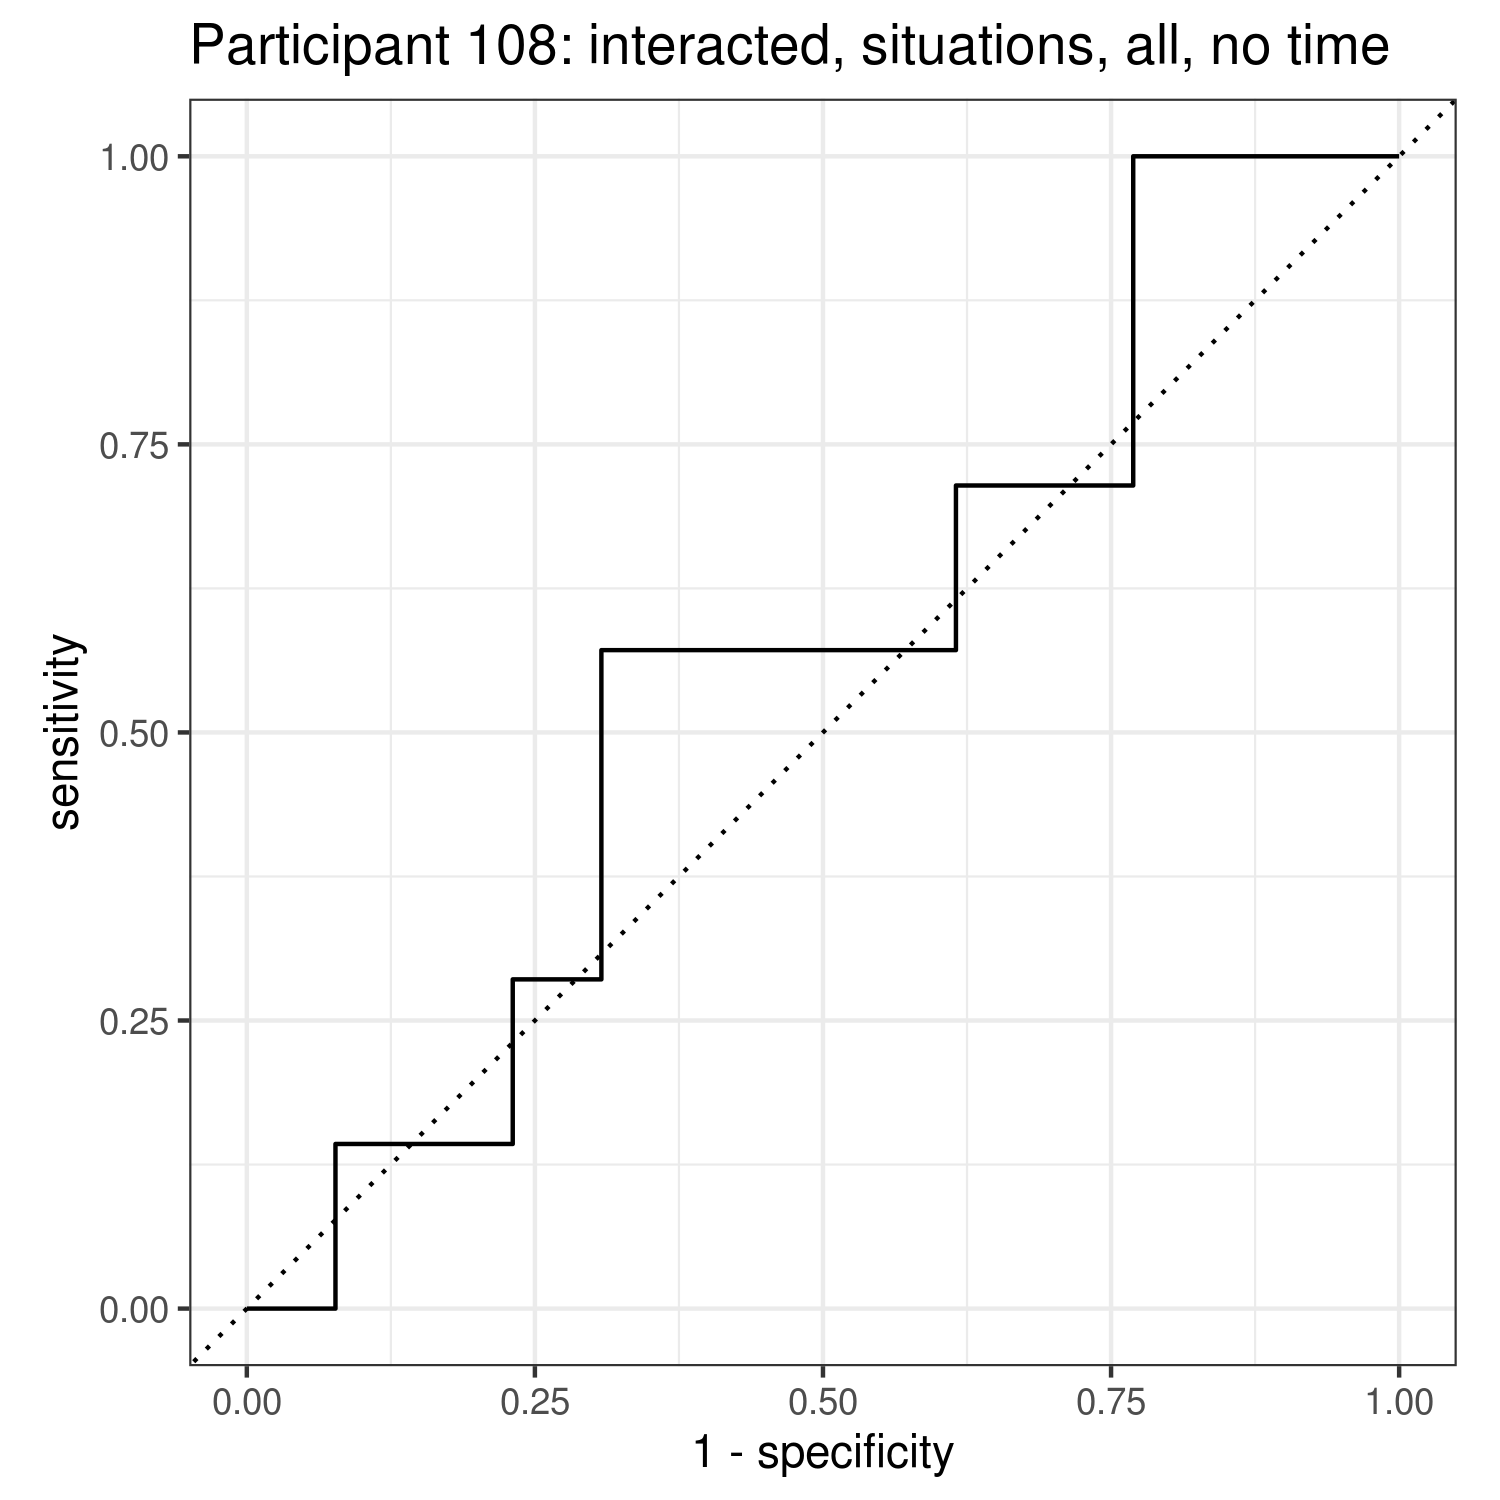 Participant 108: interacted, situations, all, no time
sensitivity
1.00
0.75
0.50
0.25
0.00
0.00 0.25 0.50 0.75 1.00
1 - specificity